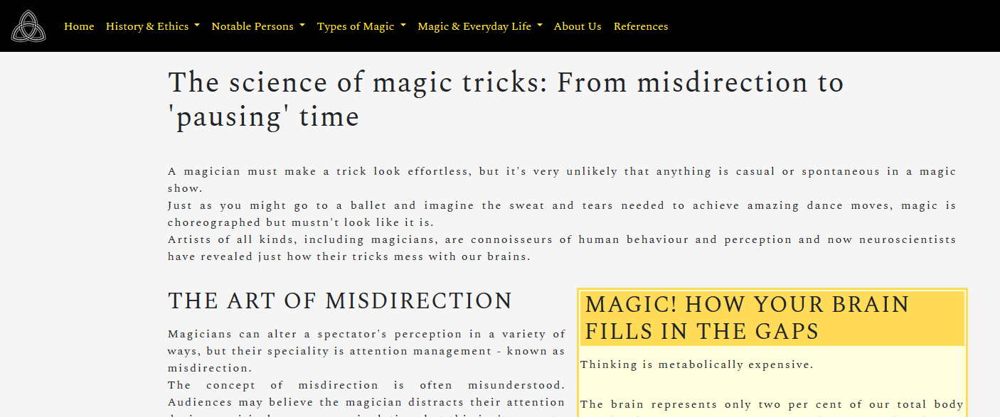 Home History & Ethics Notable Persons Types of Magic Magic & Everyday Life About Us References
The science of magic tricks: From misdirection to
'pausing' time
A magician must make a trick look effortless, but it's very unlikely that anything is casual or spontaneous in a magic
show.
Just as you might go to a ballet and imagine the sweat and tears needed to achieve amazing dance moves, magic is
choreographed but mustn't look like it is.
Artists of all kinds, including magicians, are connoisseurs of human behaviour and perception and now neuroscientists
have revealed just how their tricks mess with our brains.
THE ART OF MISDIRECTION
Magicians can alter a spectator's perception in a variety of
ways, but their speciality is attention management - known as
misdirection.
The concept of misdirection is often misunderstood.
Audiences may believe the magician distracts their attention
MAGIC! HOW YOUR BRAIN
FILLS IN THE GAPS
Thinking is metabolically expensive.
The brain represents only two per cent of our total body